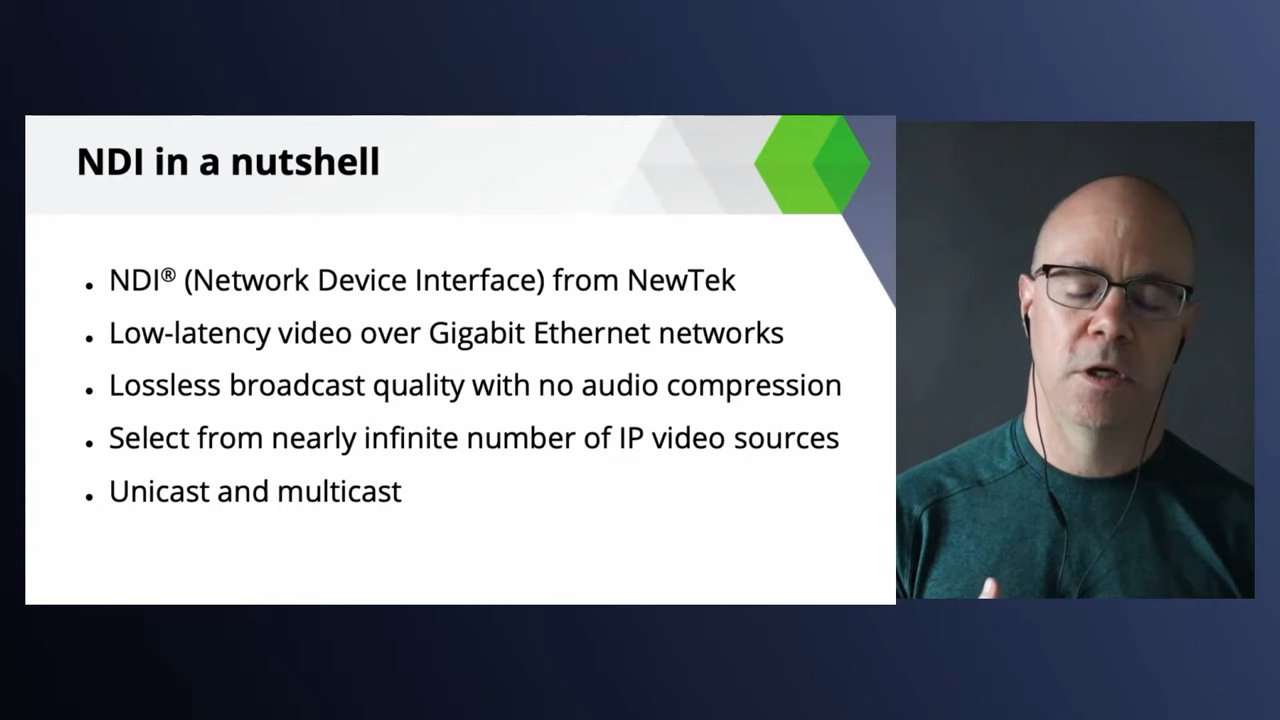 NDI in a nutshell
NDI® (Network Device Interface) from NewTek
Low-latency video over Gigabit Ethernet networks
Lossless broadcast quality with no audio compression
Select from nearly infinite number of IP video sources
Unicast and multicast